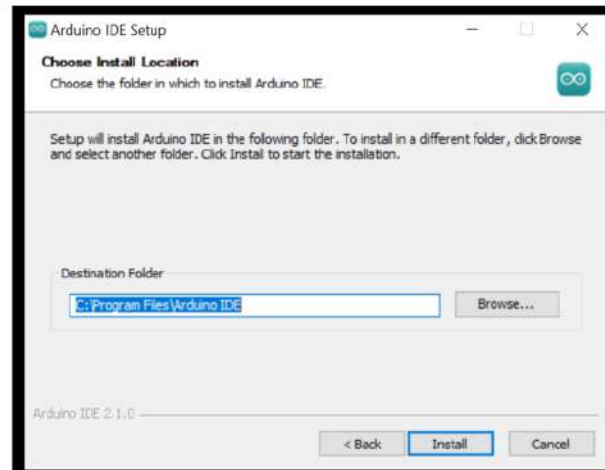 Arduino IDE Setup
Choose Install Location
Choose the folder in which to install Arduino IDE.
Setup will install Arduino IDE in the following folder. To install in a different folder, click Browse
and select another folder. Click Install to start the installation.
Destination Folder
C:\Program Files\Arduino IDE
Browse...
Arduino IDE 2.1.0
< Back
Install
Cancel